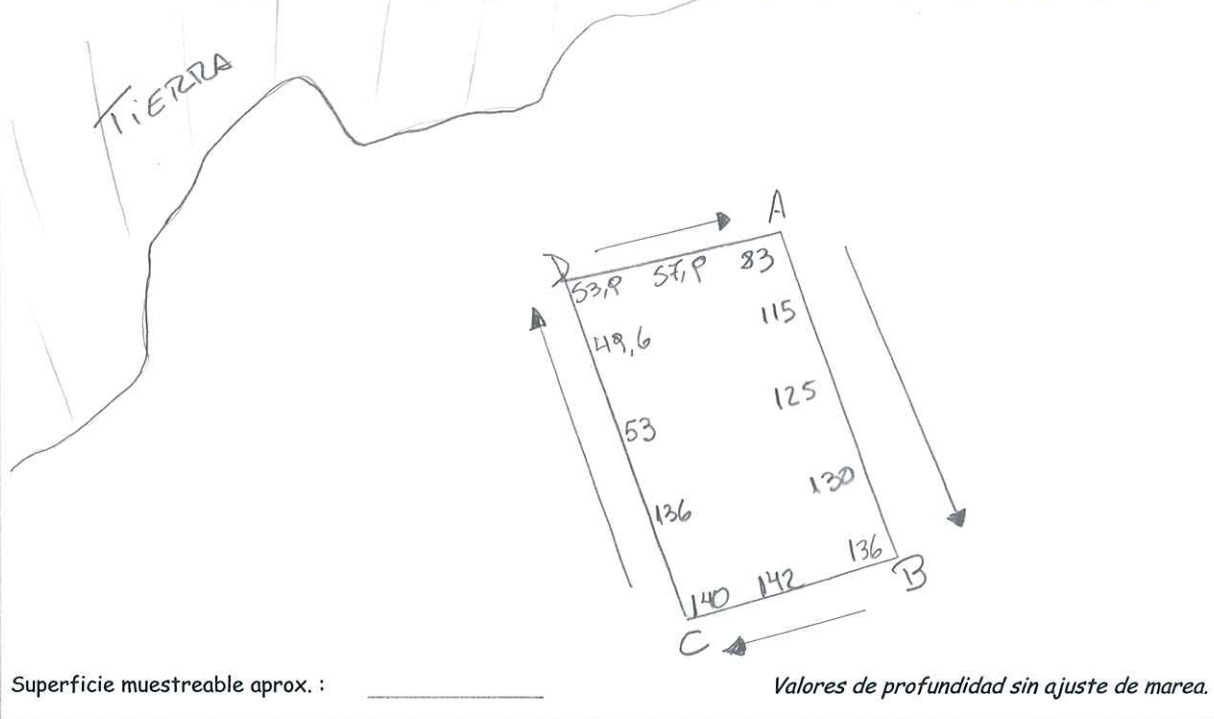 TiERRA
A
D
53,9 57,9 83
115
49,6
125
53
130
136
136
142
140
B
C
Superficie muestreable aprox. :
Valores de profundidad sin ajuste de marea.